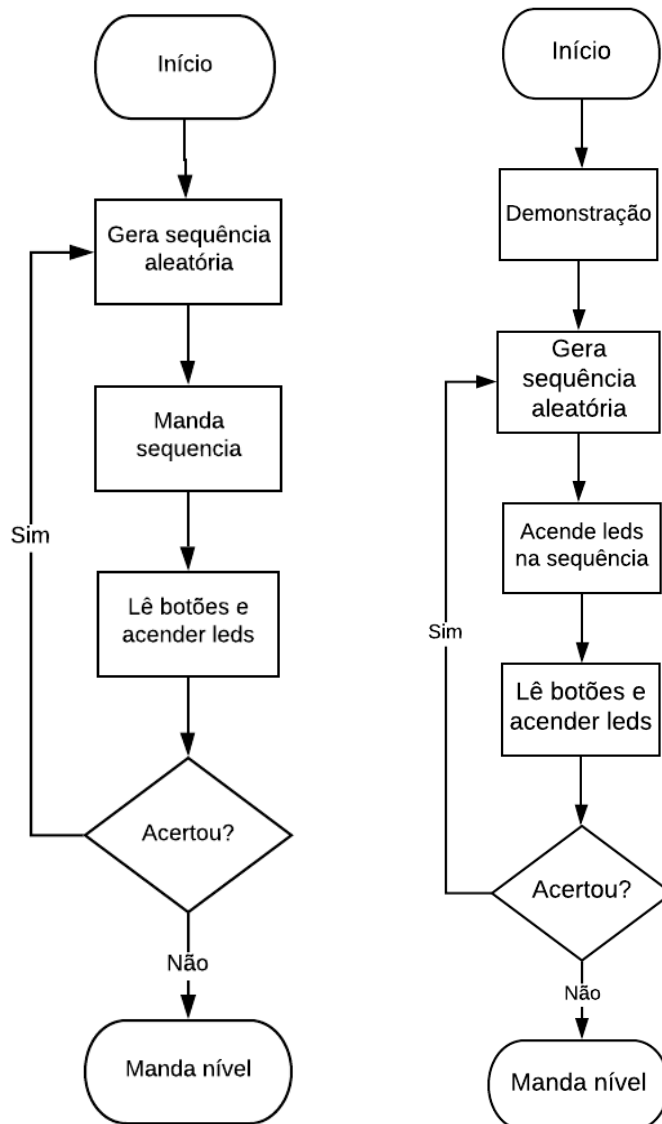 Início
Gera sequência
aleatória
Manda
sequencia
Sim
Lê botões e
acender leds
Acertou?
Não
Manda nível
Início
Demonstração
Gera
sequência
aleatória
Acende leds
na sequência
Sim
Lê botões e
acender leds
Acertou?
Não
Manda nível